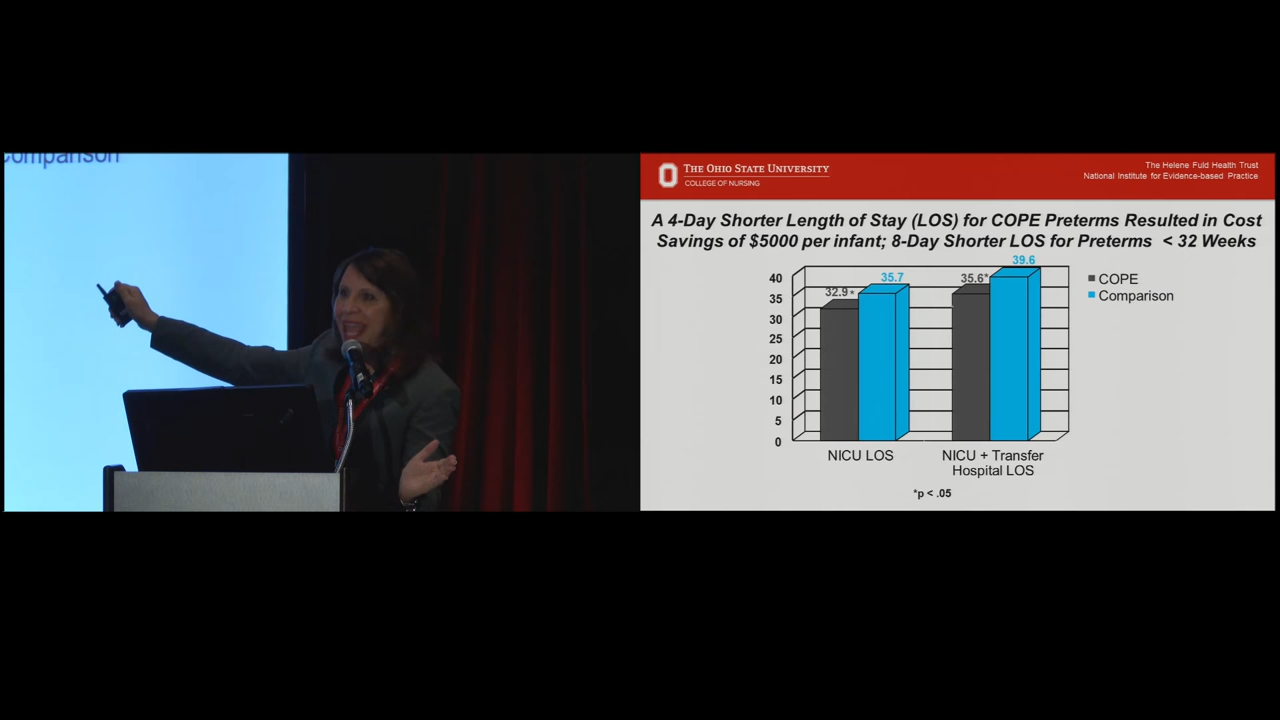 Comparison
THE OHIO STATE UNIVERSITY
COLLEGE OF NURSING
The Helene Fuld Health Trust
National Institute for Evidence-based Practice
A 4-Day Shorter Length of Stay (LOS) for COPE Preterms Resulted in Cost
Savings of $5000 per infant; 8-Day Shorter LOS for Preterms < 32 Weeks
39.6
35.7
35.6*
32.9*
40
35
30
25
20
15
10
5
0
COPE
Comparison
NICU LOS
NICU + Transfer
Hospital LOS
*p < .05